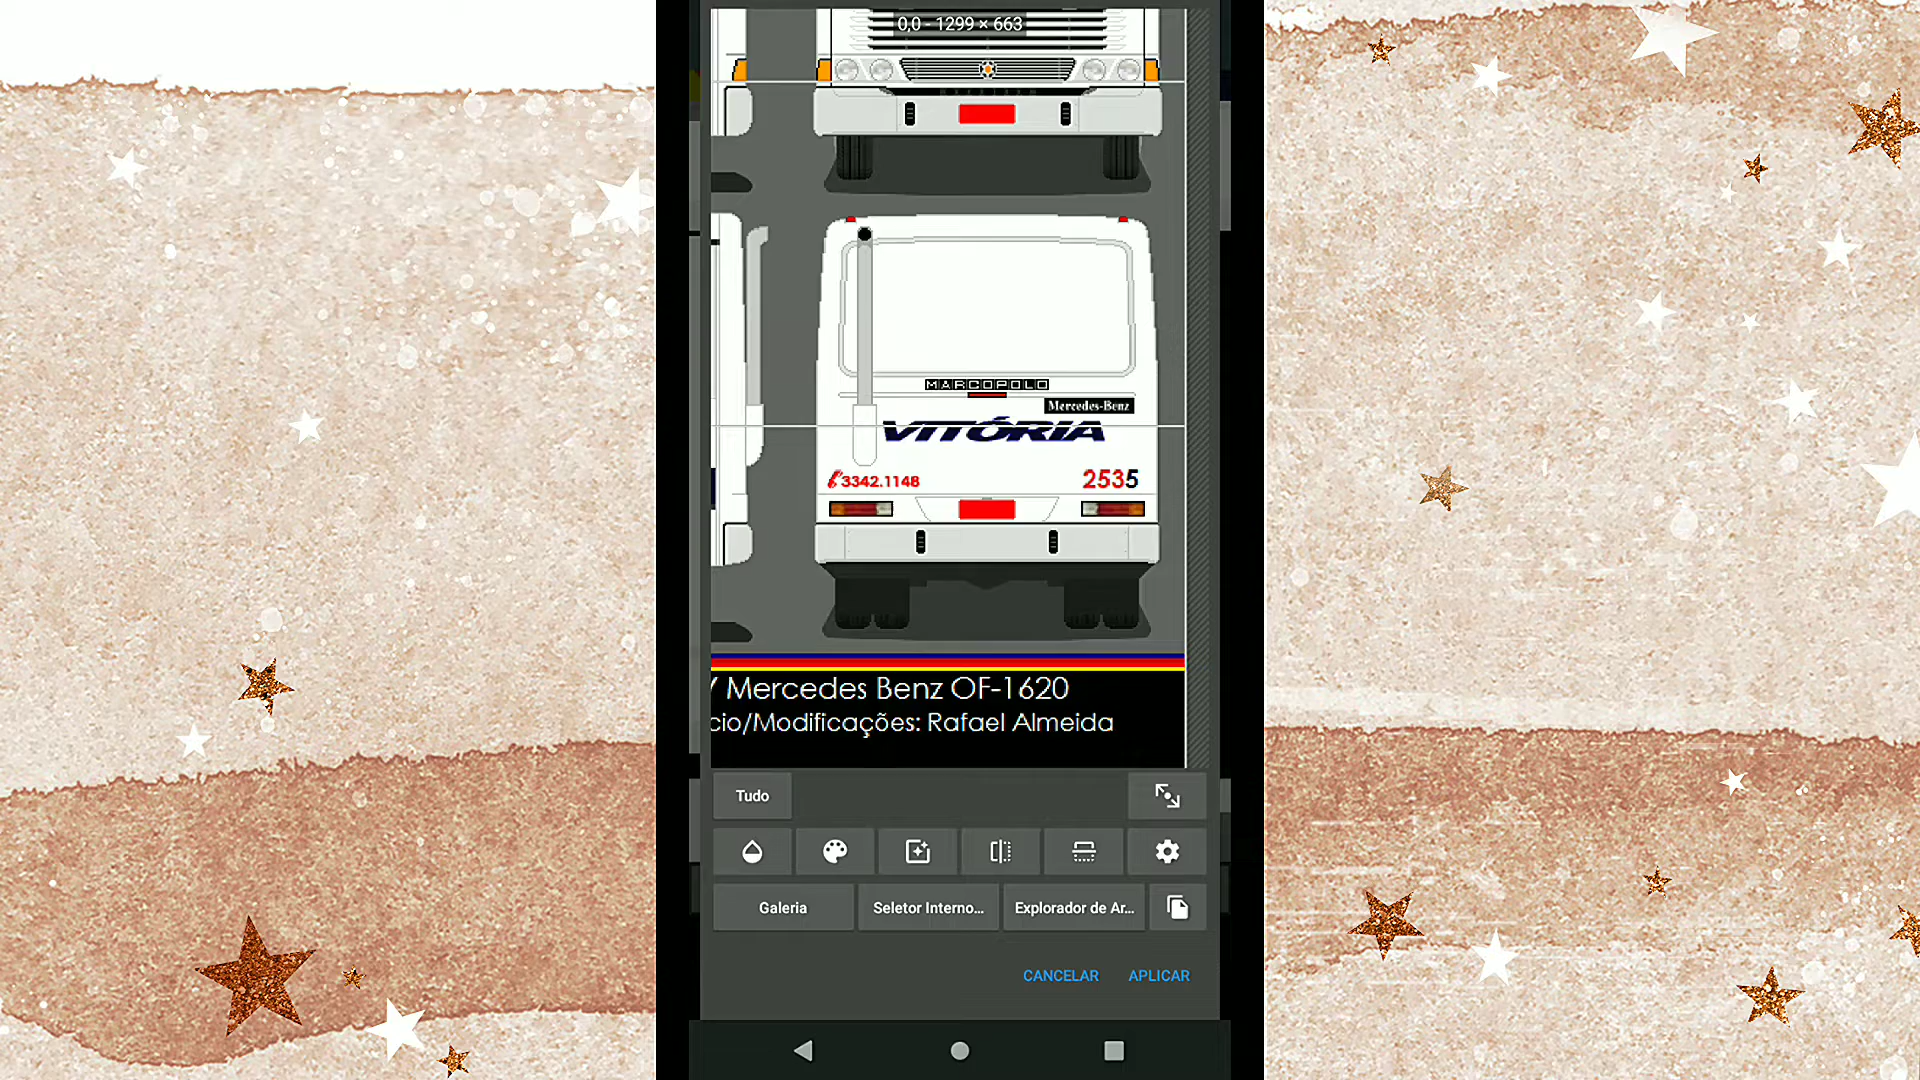 0,0 - 1299 × 663
MARCOPOLO
Mercedes-Benz
VITÓRIA
3342.1148
2535
/ Mercedes Benz OF-1620
cio/Modificações: Rafael Almeida
Tudo
Galeria
Seletor Interno...
Explorador de Ar...
CANCELAR
APLICAR